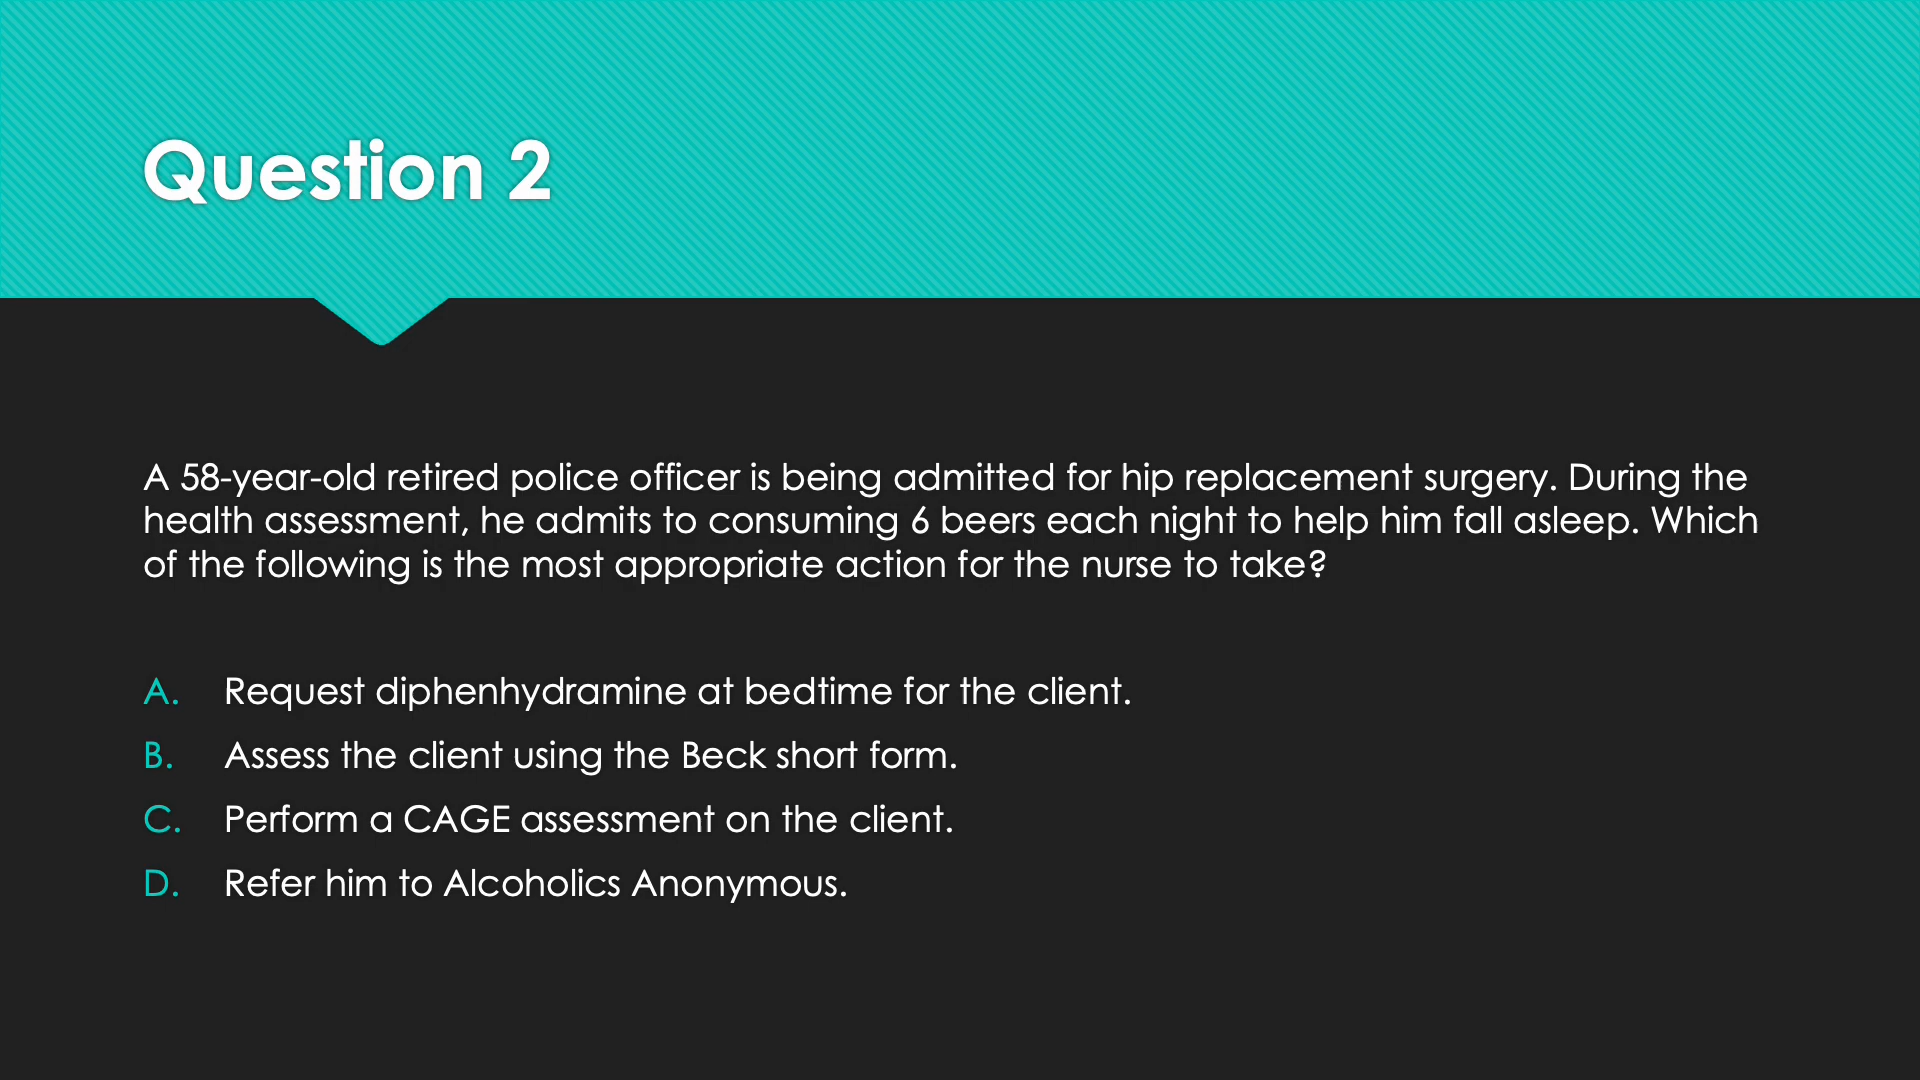 Question 2
A 58-year-old retired police officer is being admitted for hip replacement surgery. During the
health assessment, he admits to consuming 6 beers each night to help him fall asleep. Which
of the following is the most appropriate action for the nurse to take?
A. Request diphenhydramine at bedtime for the client.
B. Assess the client using the Beck short form.
C. Perform a CAGE assessment on the client.
D. Refer him to Alcoholics Anonymous.